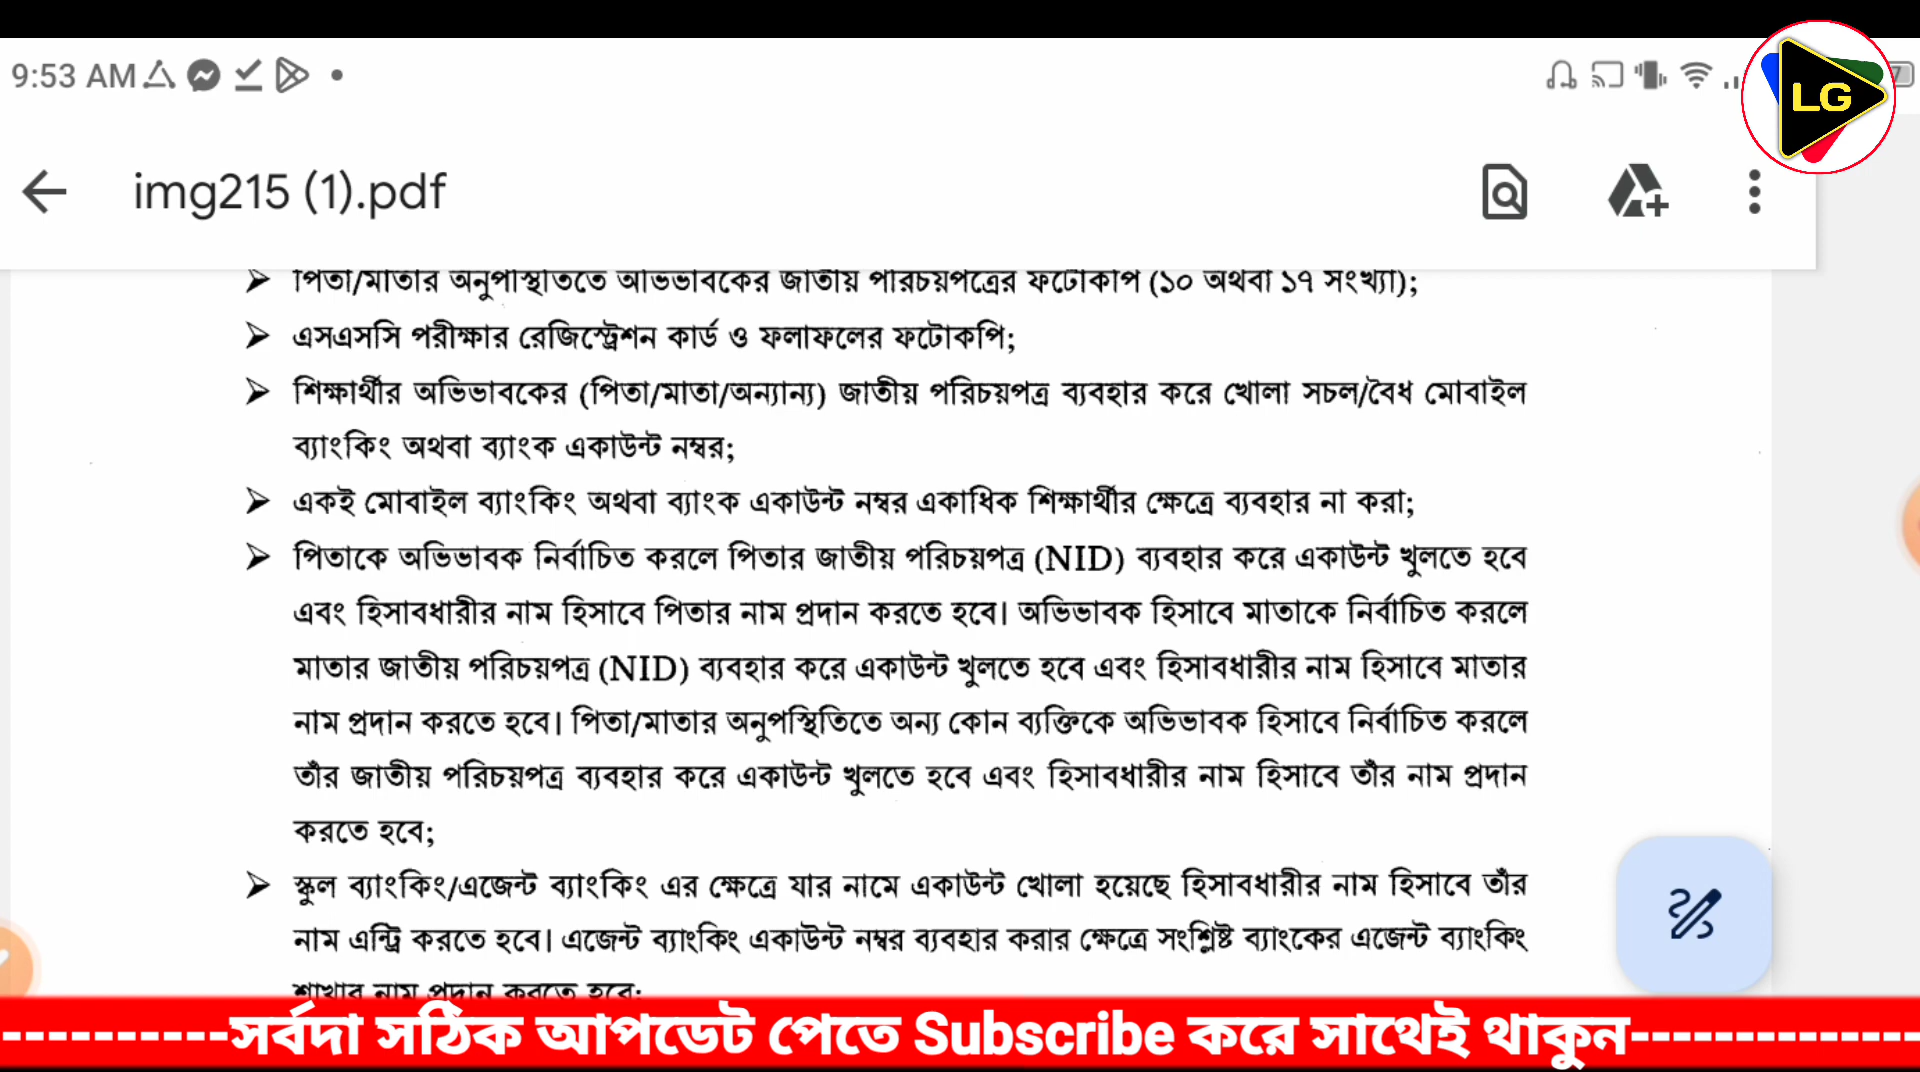 9:53 AM
LG
img215 (1).pdf
➤ পিতা/মাতার অনুপস্থিতিতে অভিভাবকের জাতীয় পরিচয়পত্রের ফটোকপি (১০ অথবা ১৭ সংখ্যা);
➤ এসএসসি পরীক্ষার রেজিস্ট্রেশন কার্ড ও ফলাফলের ফটোকপি;
➤ শিক্ষার্থীর অভিভাবকের (পিতা/মাতা/অন্যান্য) জাতীয় পরিচয়পত্র ব্যবহার করে খোলা সচল/বৈধ মোবাইল
ব্যাংকিং অথবা ব্যাংক একাউন্ট নম্বর;
➤ একই মোবাইল ব্যাংকিং অথবা ব্যাংক একাউন্ট নম্বর একাধিক শিক্ষার্থীর ক্ষেত্রে ব্যবহার না করা;
➤ পিতাকে অভিভাবক নির্বাচিত করলে পিতার জাতীয় পরিচয়পত্র (NID) ব্যবহার করে একাউন্ট খুলতে হবে
এবং হিসাবধারীর নাম হিসাবে পিতার নাম প্রদান করতে হবে। অভিভাবক হিসাবে মাতাকে নির্বাচিত করলে
মাতার জাতীয় পরিচয়পত্র (NID) ব্যবহার করে একাউন্ট খুলতে হবে এবং হিসাবধারীর নাম হিসাবে মাতার
নাম প্রদান করতে হবে। পিতা/মাতার অনুপস্থিতিতে অন্য কোন ব্যক্তিকে অভিভাবক হিসাবে নির্বাচিত করলে
তাঁর জাতীয় পরিচয়পত্র ব্যবহার করে একাউন্ট খুলতে হবে এবং হিসাবধারীর নাম হিসাবে তাঁর নাম প্রদান
করতে হবে;
➤ স্কুল ব্যাংকিং/এজেন্ট ব্যাংকিং এর ক্ষেত্রে যার নামে একাউন্ট খোলা হয়েছে হিসাবধারীর নাম হিসাবে তাঁর
নাম এন্ট্রি করতে হবে। এজেন্ট ব্যাংকিং একাউন্ট নম্বর ব্যবহার করার ক্ষেত্রে সংশ্লিষ্ট ব্যাংকের এজেন্ট ব্যাংকিং
শাখার নাম প্রদান করতে হবে;
----------সর্বদা সঠিক আপডেট পেতে Subscribe করে সাথেই থাকুন-------------